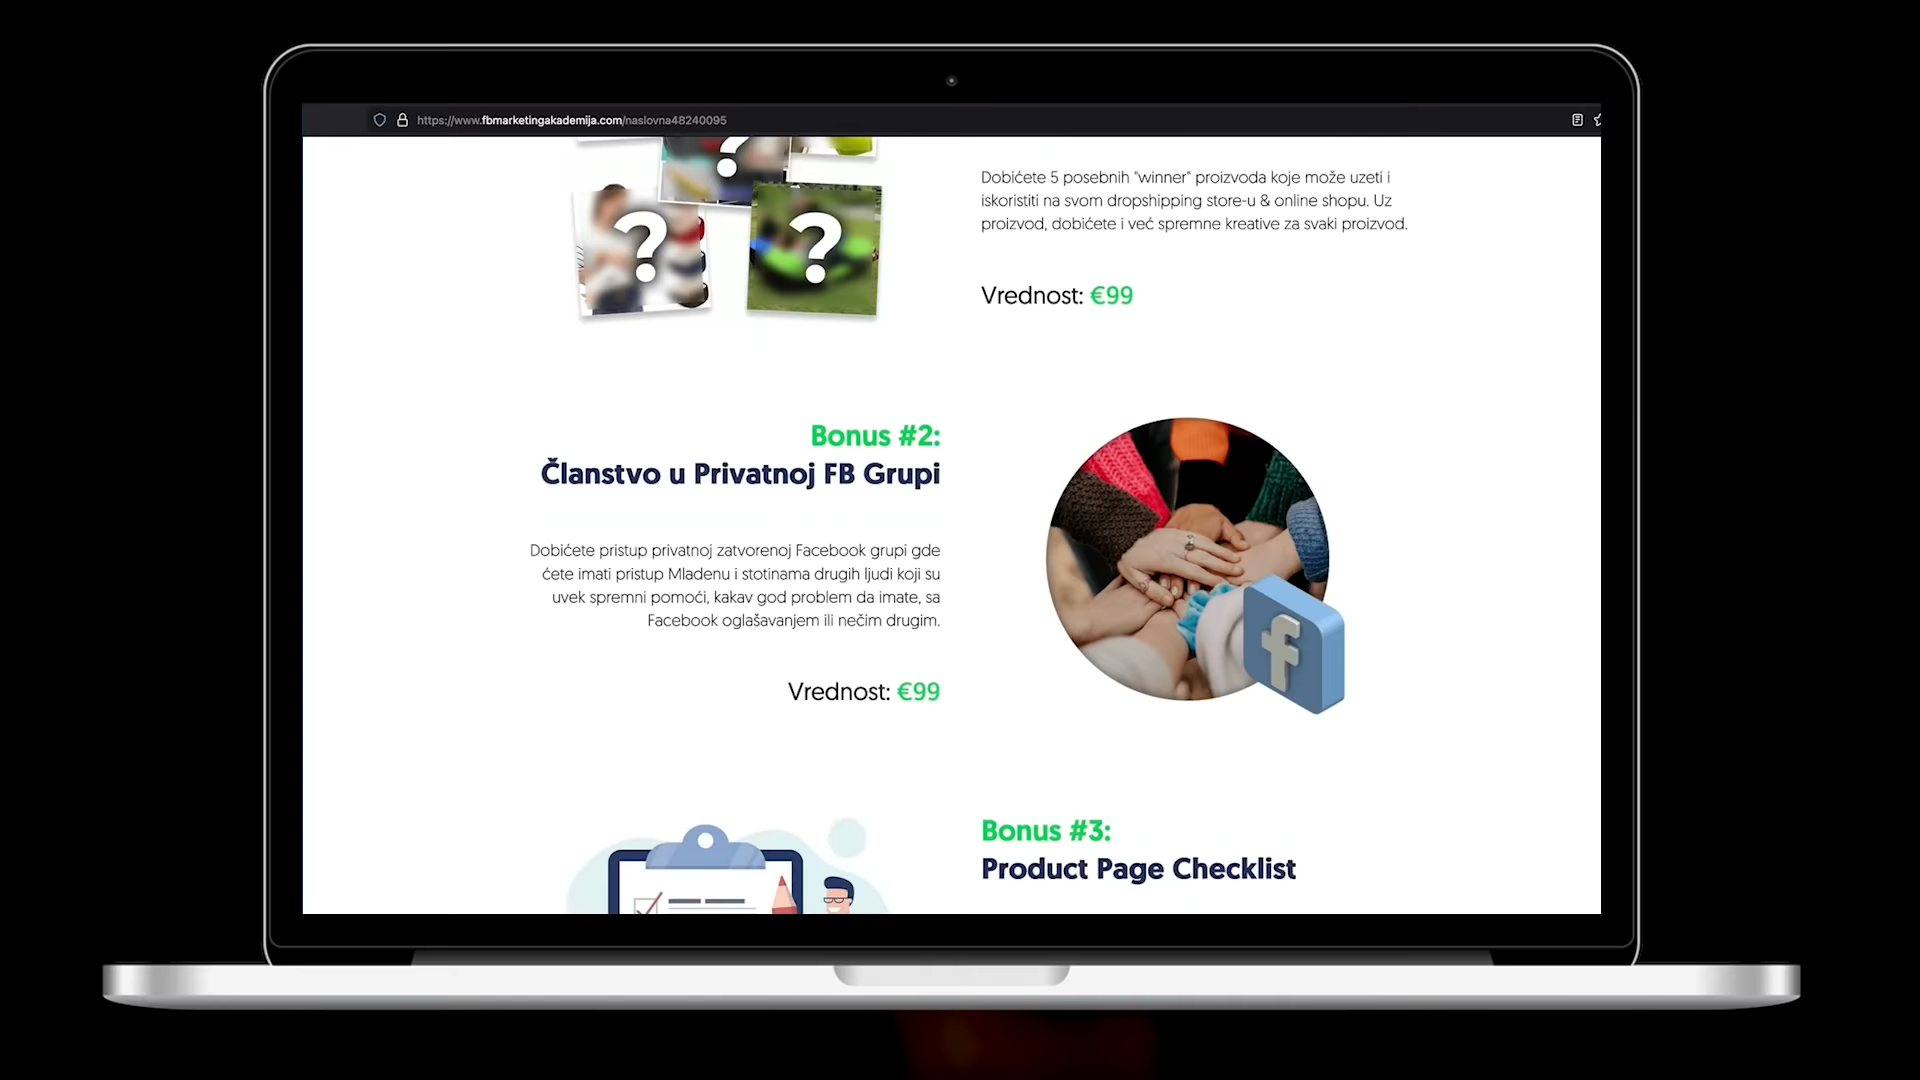 https://www.fbmarketingakademija.com/naslovna48240095
?
? ?
Dobićete 5 posebnih "winner" proizvoda koje može uzeti i
iskoristiti na svom dropshipping store-u & online shopu. Uz
proizvod, dobićete i već spremne kreative za svaki proizvod.
Vrednost: €99
Bonus #2:
Članstvo u Privatnoj FB Grupi
Dobićete pristup privatnoj zatvorenoj Facebook grupi gde
ćete imati pristup Mladenu i stotinama drugih ljudi koji su
uvek spremni pomoći, kakav god problem da imate, sa
Facebook oglašavanjem ili nečim drugim.
Vrednost: €99
f
Bonus #3:
Product Page Checklist